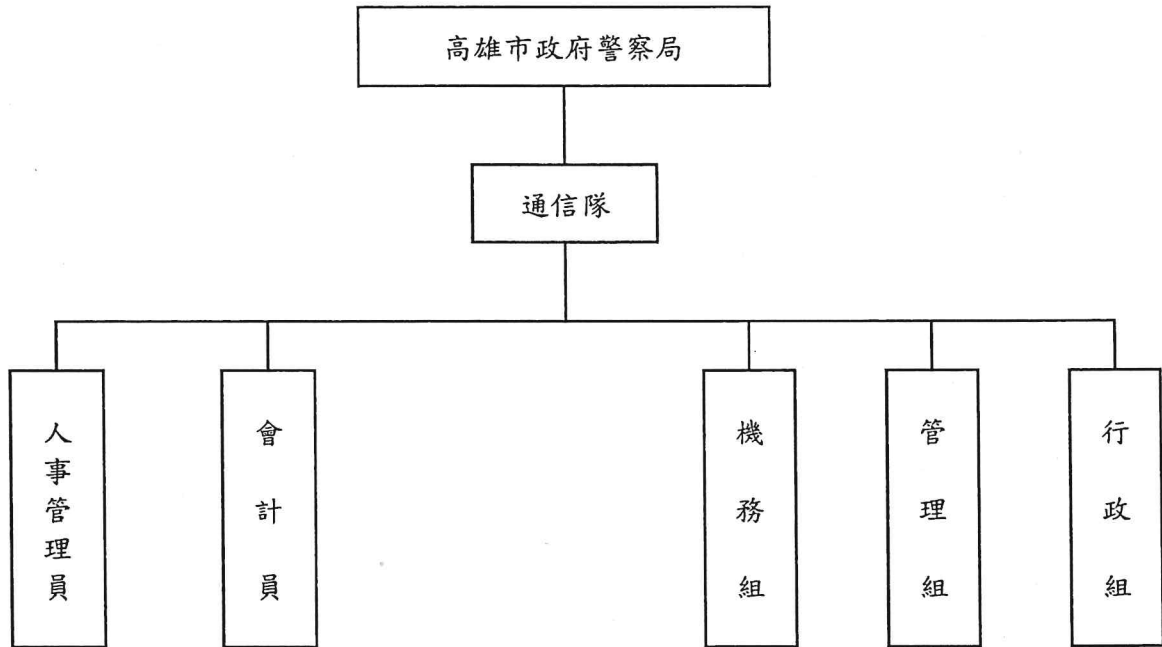 高雄市政府警察局
通信隊
人事管理員
會計員
機務組
管理組
行政組